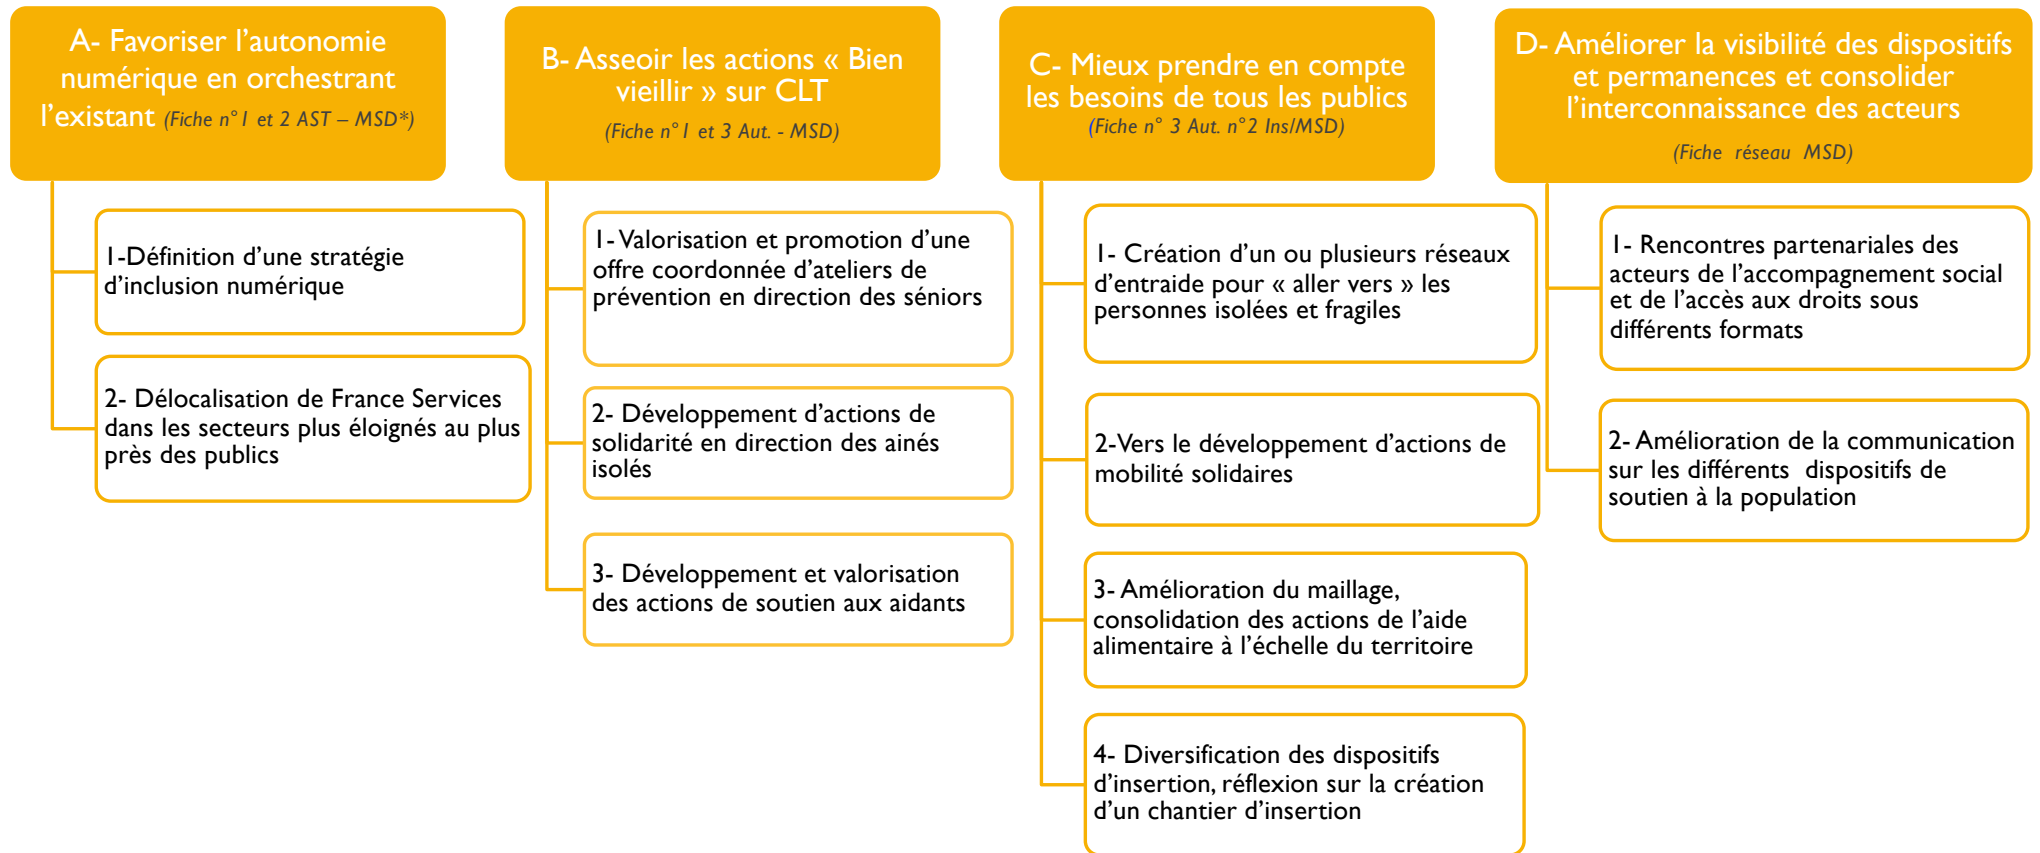 A- Favoriser l’autonomie
numérique en orchestrant
l’existant (Fiche n°1 et 2 AST – MSD*)
1-Définition d’une stratégie
d’inclusion numérique
2- Délocalisation de France Services
dans les secteurs plus éloignés au plus
près des publics
B- Asseoir les actions « Bien
vieillir » sur CLT
(Fiche n°1 et 3 Aut. - MSD)
1- Valorisation et promotion d’une
offre coordonnée d’ateliers de
prévention en direction des séniors
2- Développement d’actions de
solidarité en direction des ainés
isolés
3- Développement et valorisation
des actions de soutien aux aidants
C- Mieux prendre en compte
les besoins de tous les publics
(Fiche n° 3 Aut. n°2 Ins/MSD)
1- Création d’un ou plusieurs réseaux
d’entraide pour « aller vers » les
personnes isolées et fragiles
2-Vers le développement d’actions de
mobilité solidaires
3- Amélioration du maillage,
consolidation des actions de l’aide
alimentaire à l’échelle du territoire
4- Diversification des dispositifs
d’insertion, réflexion sur la création
d’un chantier d’insertion
D- Améliorer la visibilité des dispositifs
et permanences et consolider
l’interconnaissance des acteurs
(Fiche réseau MSD)
1- Rencontres partenariales des
acteurs de l’accompagnement social
et de l’accès aux droits sous
différents formats
2- Amélioration de la communication
sur les différents dispositifs de
soutien à la population